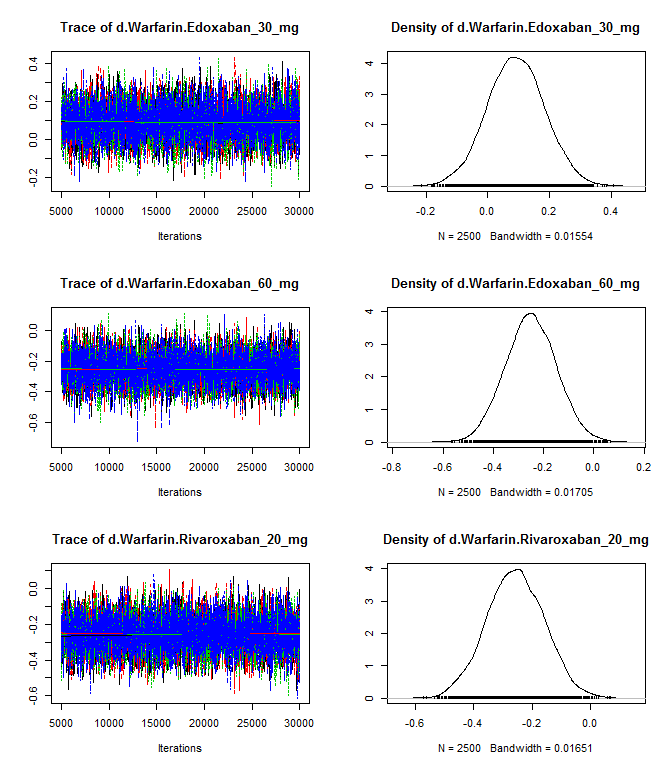 Trace of d.Warfarin.Edoxaban_30_mg
-0.2 0.0 0.2 0.4
5000 10000 15000 20000 25000 30000
Iterations
Density of d.Warfarin.Edoxaban_30_mg
0 1 2 3 4
-0.2 0.0 0.2 0.4
N = 2500 Bandwidth = 0.01554
Trace of d.Warfarin.Edoxaban_60_mg
-0.6 -0.4 -0.2 0.0
5000 10000 15000 20000 25000 30000
Iterations
Density of d.Warfarin.Edoxaban_60_mg
0 1 2 3 4
-0.8 -0.6 -0.4 -0.2 0.0 0.2
N = 2500 Bandwidth = 0.01705
Trace of d.Warfarin.Rivaroxaban_20_mg
-0.6 -0.4 -0.2 0.0
5000 10000 15000 20000 25000 30000
Iterations
Density of d.Warfarin.Rivaroxaban_20_mg
0 1 2 3 4
-0.6 -0.4 -0.2 0.0
N = 2500 Bandwidth = 0.01651